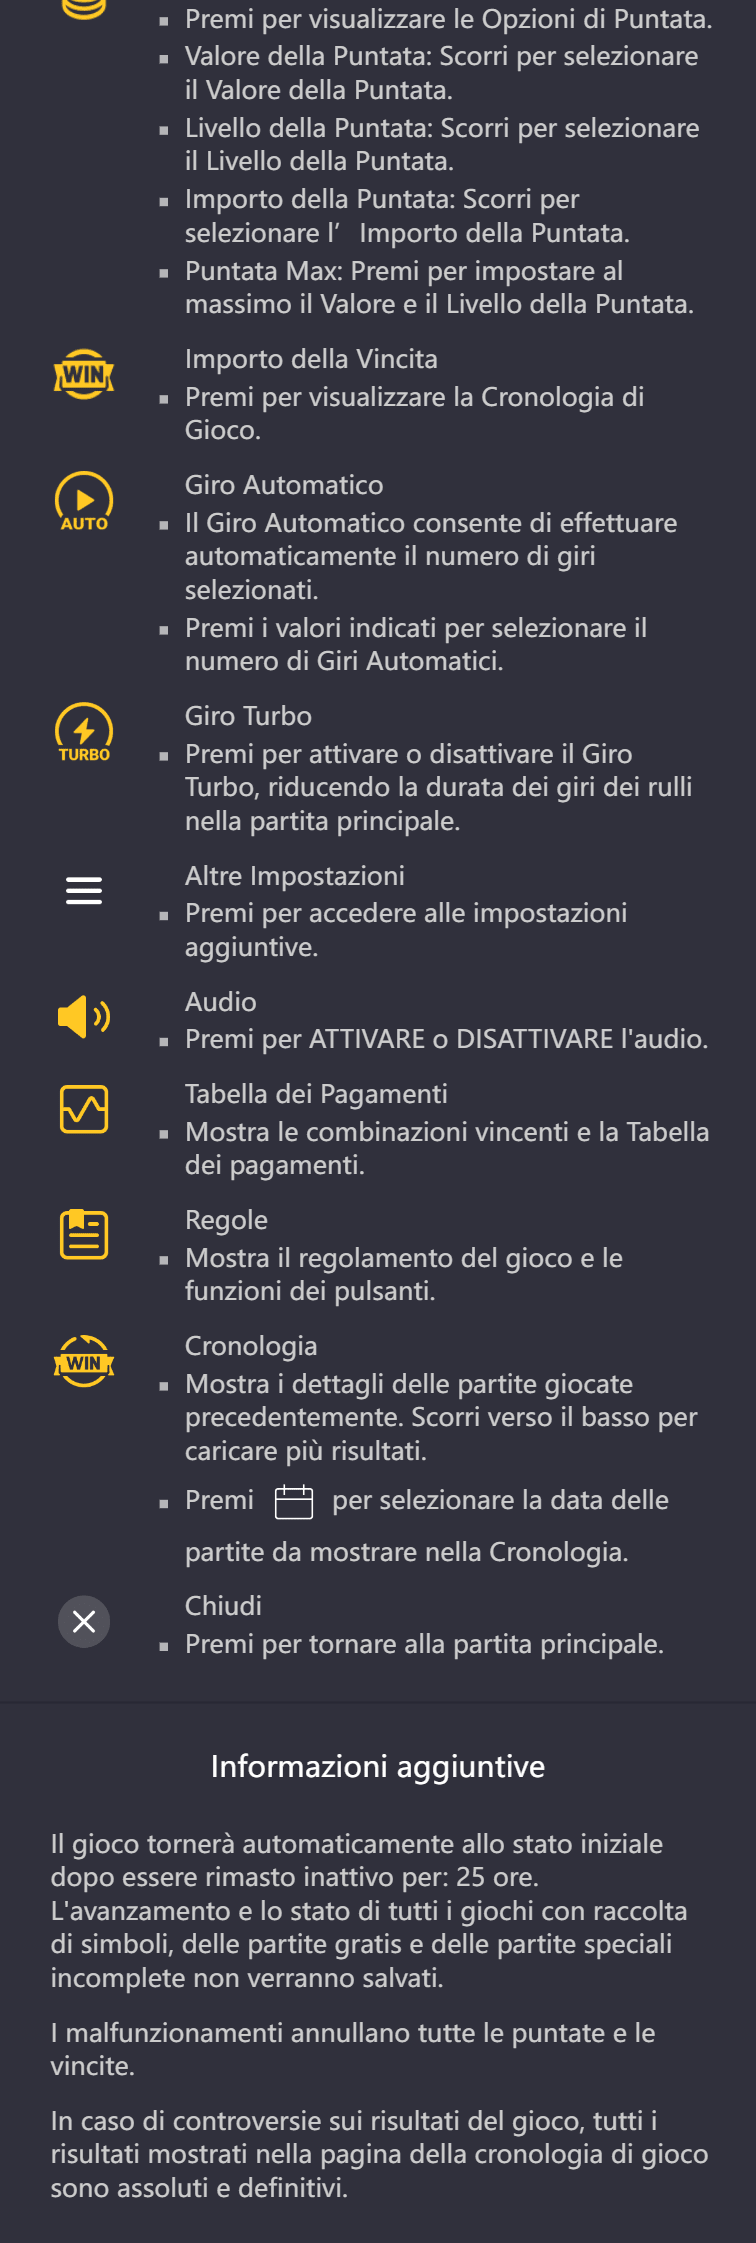 Premi per visualizzare le Opzioni di Puntata.
Valore della Puntata: Scorri per selezionare
il Valore della Puntata.
Livello della Puntata: Scorri per selezionare
il Livello della Puntata.
Importo della Puntata: Scorri per
selezionare l’ Importo della Puntata.
Puntata Max: Premi per impostare al
massimo il Valore e il Livello della Puntata.
WIN
Importo della Vincita
Premi per visualizzare la Cronologia di
Gioco.
AUTO
Giro Automatico
Il Giro Automatico consente di effettuare
automaticamente il numero di giri
selezionati.
Premi i valori indicati per selezionare il
numero di Giri Automatici.
TURBO
Giro Turbo
Premi per attivare o disattivare il Giro
Turbo, riducendo la durata dei giri dei rulli
nella partita principale.
Altre Impostazioni
Premi per accedere alle impostazioni
aggiuntive.
Audio
Premi per ATTIVARE o DISATTIVARE l'audio.
Tabella dei Pagamenti
Mostra le combinazioni vincenti e la Tabella
dei pagamenti.
Regole
Mostra il regolamento del gioco e le
funzioni dei pulsanti.
WIN
Cronologia
Mostra i dettagli delle partite giocate
precedentemente. Scorri verso il basso per
caricare più risultati.
Premi per selezionare la data delle
partite da mostrare nella Cronologia.
Chiudi
Premi per tornare alla partita principale.
Informazioni aggiuntive
Il gioco tornerà automaticamente allo stato iniziale
dopo essere rimasto inattivo per: 25 ore.
L'avanzamento e lo stato di tutti i giochi con raccolta
di simboli, delle partite gratis e delle partite speciali
incomplete non verranno salvati.
I malfunzionamenti annullano tutte le puntate e le
vincite.
In caso di controversie sui risultati del gioco, tutti i
risultati mostrati nella pagina della cronologia di gioco
sono assoluti e definitivi.